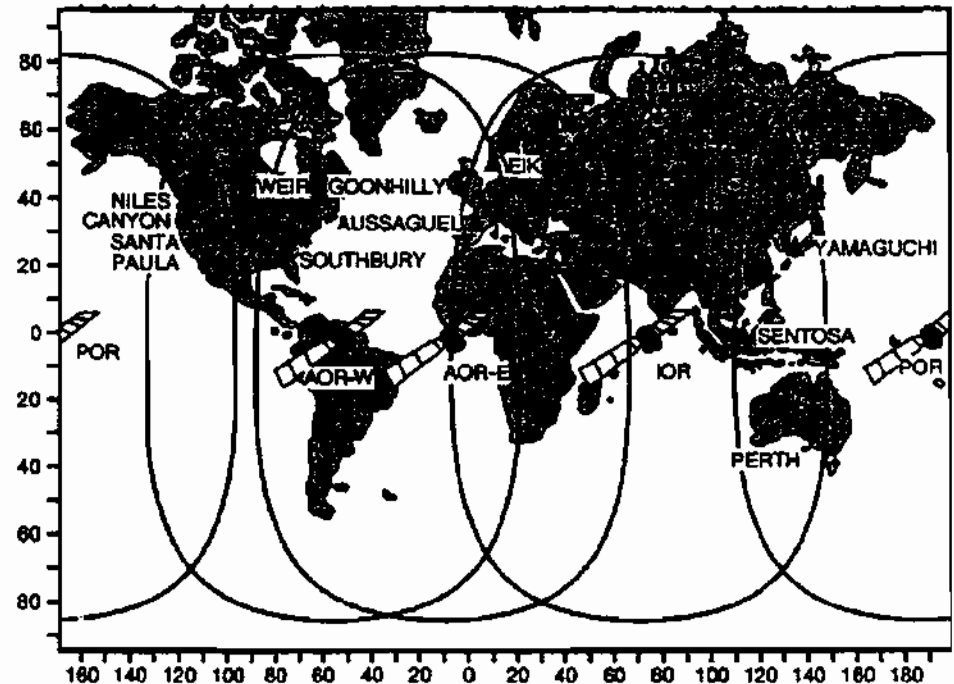 80
60
40
20
0
20
40
60
80
WEIR
GOONHILLY
EIK
NILES
CANYON
SANTA
PAULA
AUSSAGUEL
SOUTHBURY
YAMAGUCHI
SENTOSA
POR
AOR-W
AOR-E
IOR
POR
PERTH
160 140 120 100 80 60 40 20 0 20 40 60 80 100 120 140 160 180